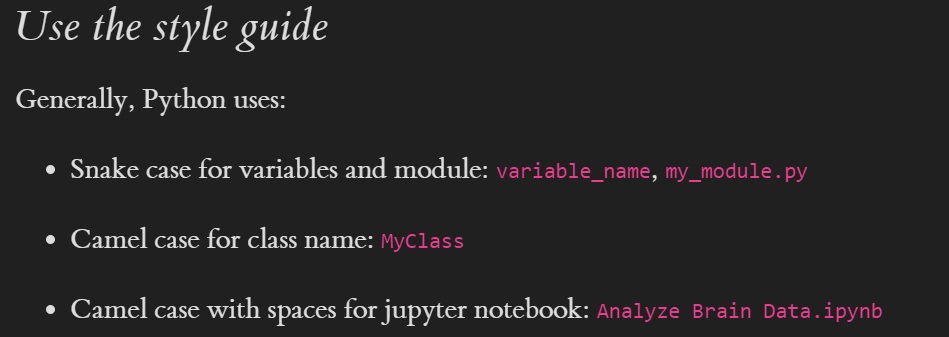 Use the style guide
Generally, Python uses:
• Snake case for variables and module: variable_name, my_module.py
• Camel case for class name: MyClass
• Camel case with spaces for jupyter notebook: Analyze Brain Data.ipynb